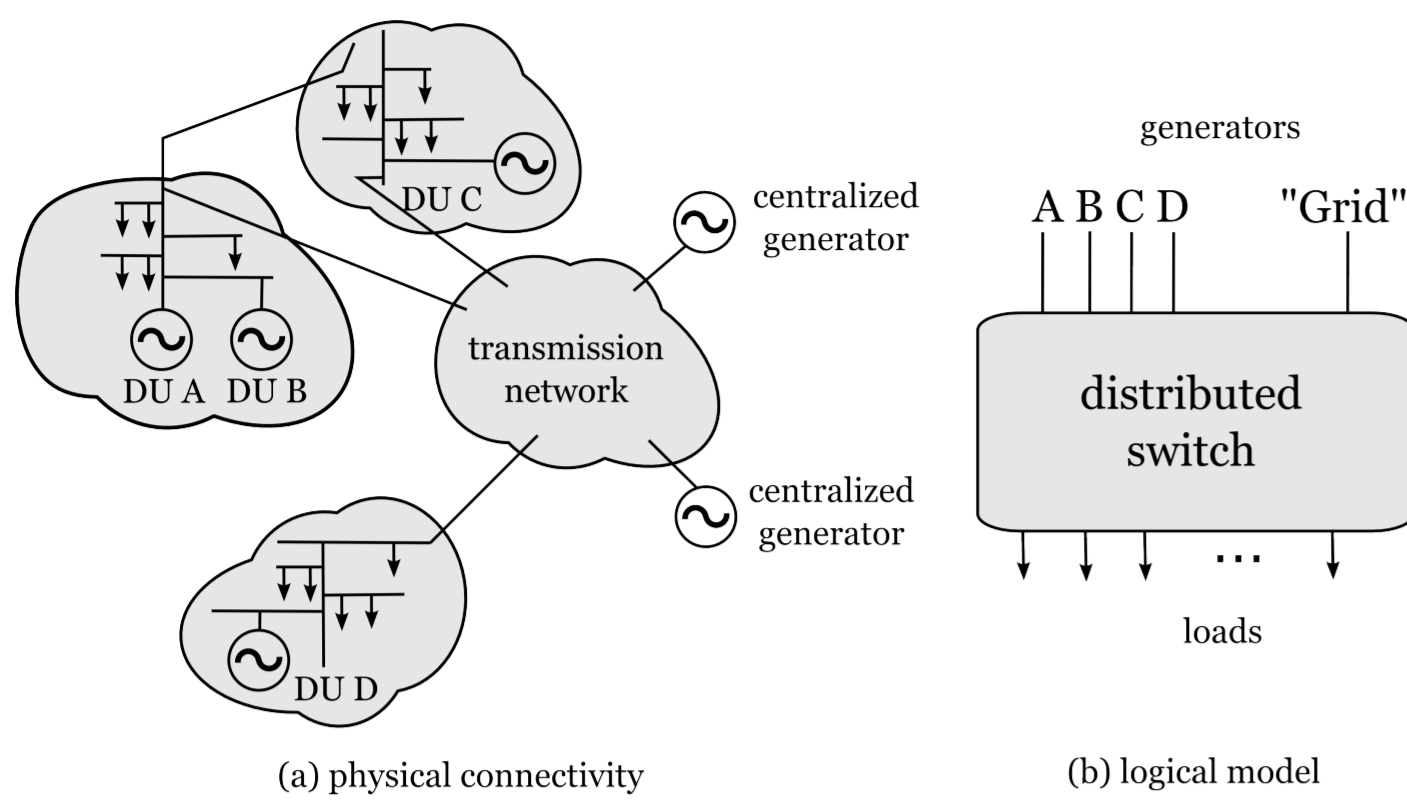 DU C
DU A DU B
centralized
generator
transmission
network
centralized
generator
DU D
(a) physical connectivity
generators
A B C D "Grid"
distributed
switch
...
loads
(b) logical model